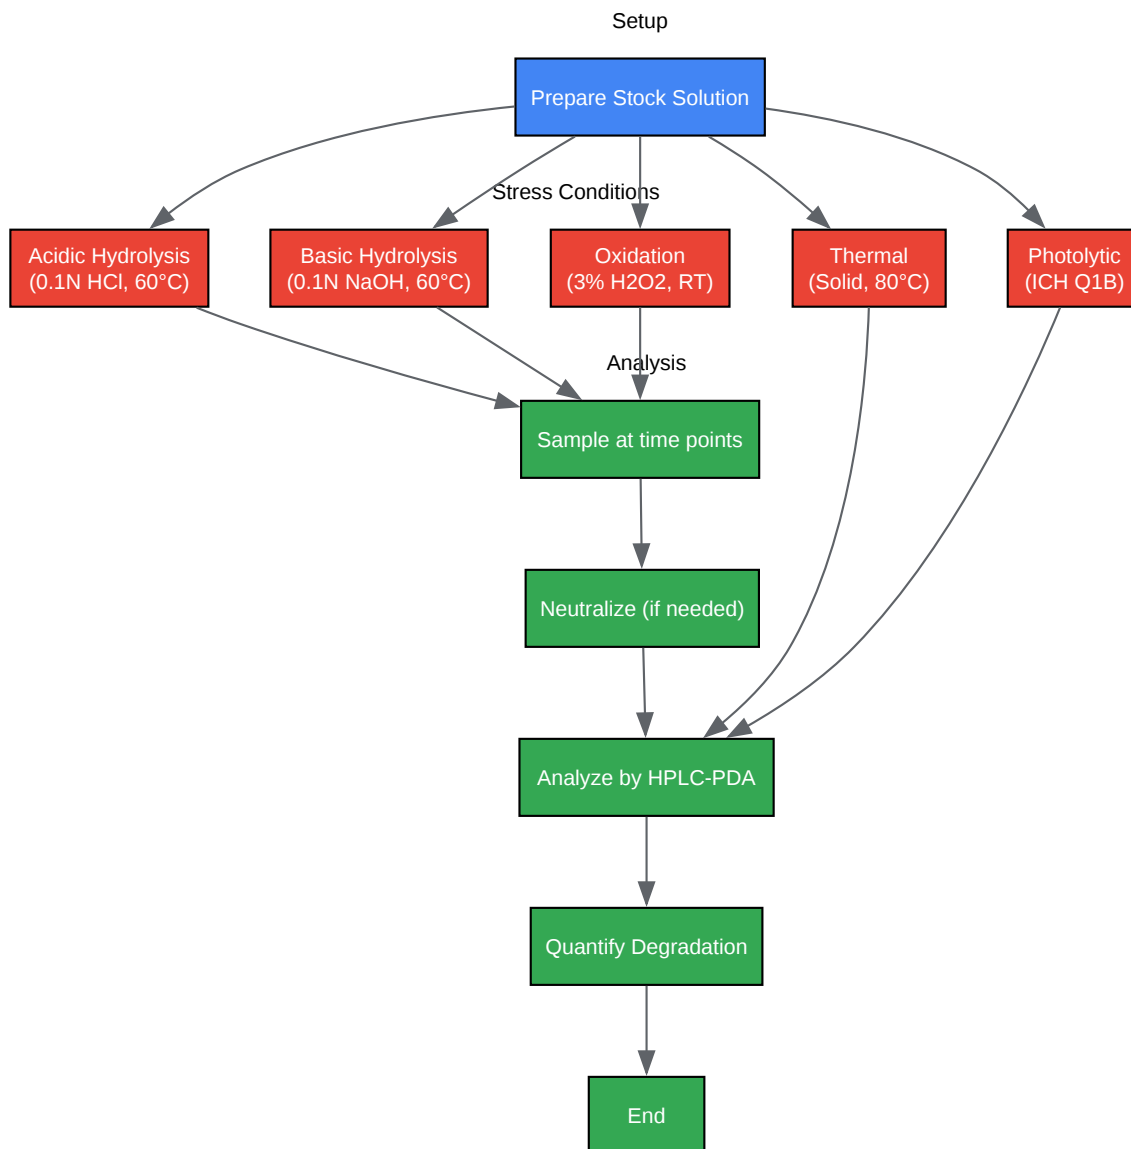 Setup
Prepare Stock Solution
Stress Conditions
Acidic Hydrolysis
(0.1N HCl, 60°C)
Basic Hydrolysis
(0.1N NaOH, 60°C)
Oxidation
(3% H2O2, RT)
Thermal
(Solid, 80°C)
Photolytic
(ICH Q1B)
Analysis
Sample at time points
Neutralize (if needed)
Analyze by HPLC-PDA
Quantify Degradation
End